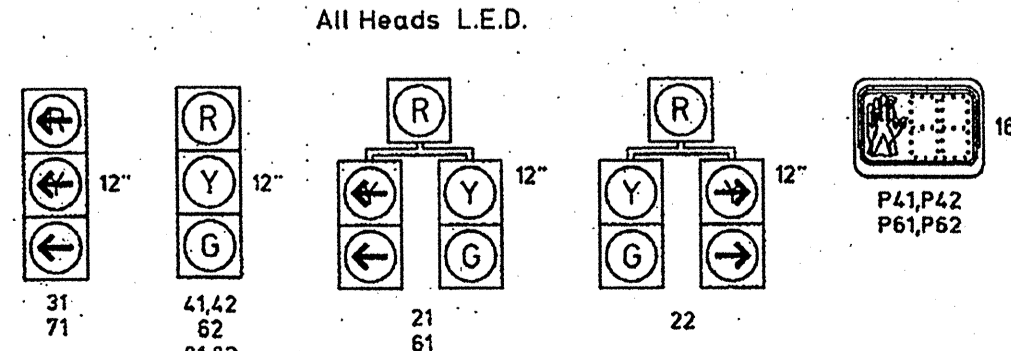 All Heads L.E.D.
R
Y
12"
R
Y
G
12"
R
Y
Y
G
12"
R
Y
Y
G
12"
16
31
71
41,42
62
21
61
22
P41,P42
P61,P62